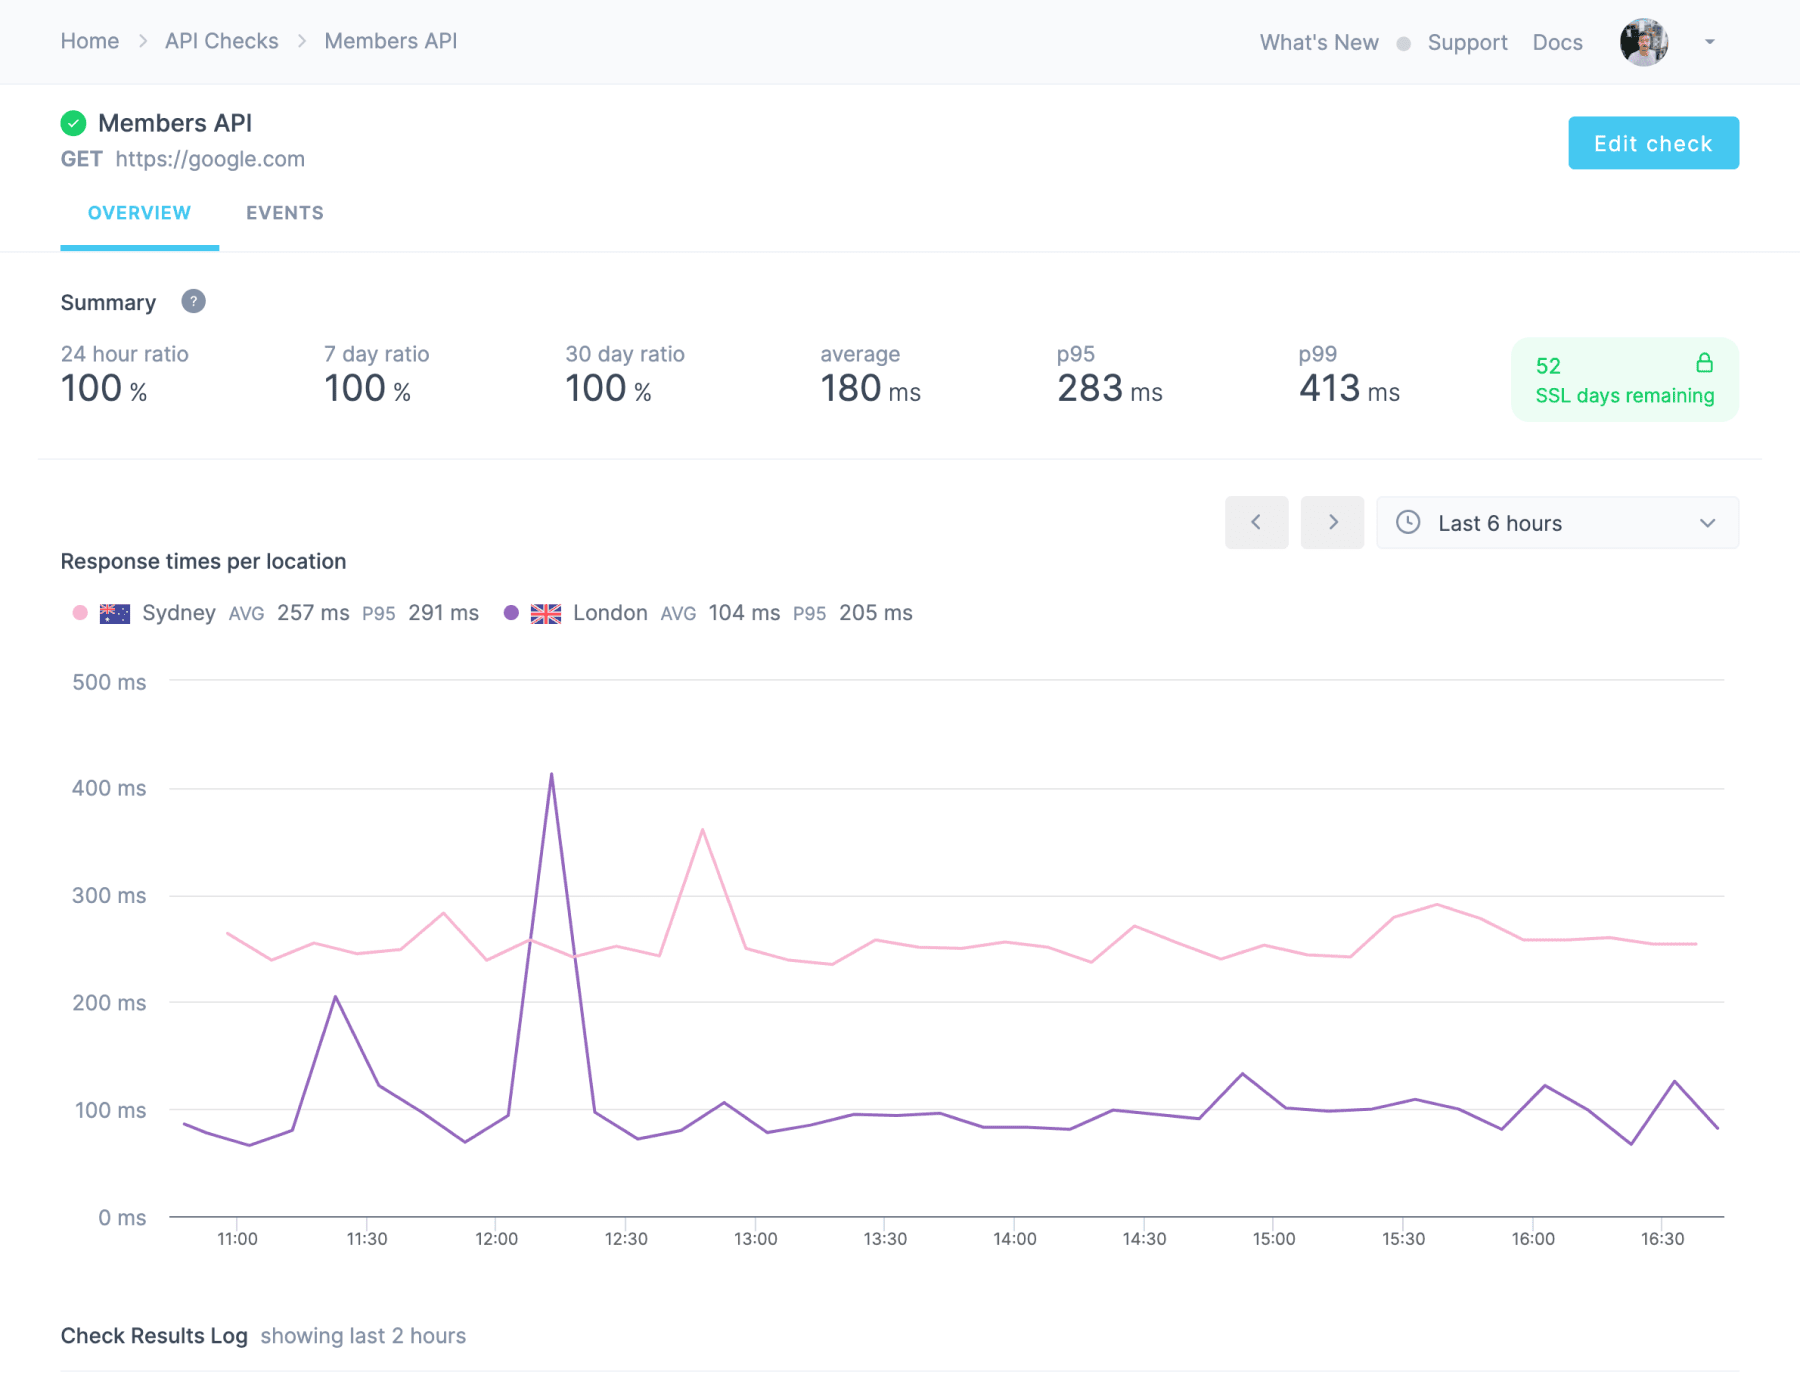 Home > API Checks > Members API
What's New Support Docs
Members API
GET https://google.com
Edit check
OVERVIEW EVENTS
Summary ?
24 hour ratio 7 day ratio 30 day ratio average p95 p99
100 % 100 % 100 % 180 ms 283 ms 413 ms
52
SSL days remaining
Last 6 hours
Response times per location
Sydney AVG 257 ms P95 291 ms London AVG 104 ms P95 205 ms
500 ms
400 ms
300 ms
200 ms
100 ms
0 ms
11:00 11:30 12:00 12:30 13:00 13:30 14:00 14:30 15:00 15:30 16:00 16:30
Check Results Log showing last 2 hours